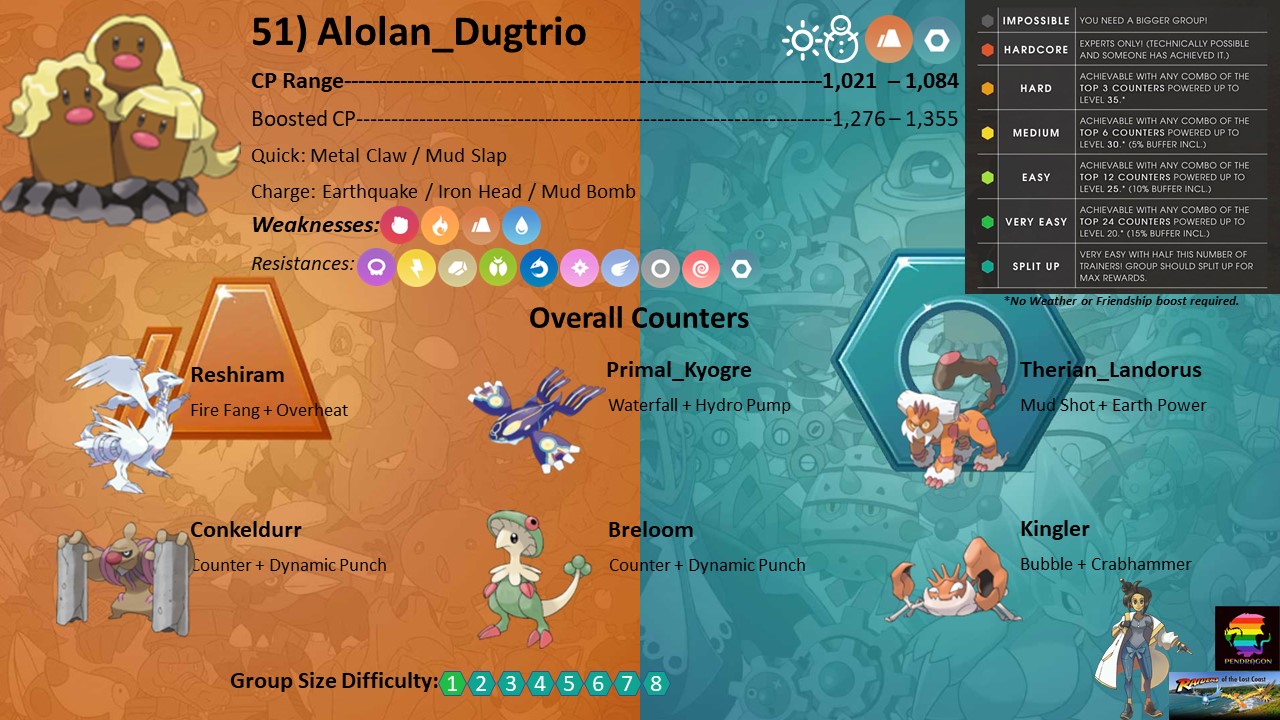 51) Alolan_Dugtrio
CP Range---1,021 – 1,084
Boosted CP---1,276 – 1,355
Quick: Metal Claw / Mud Slap
Charge: Earthquake / Iron Head / Mud Bomb
Weaknesses:
Resistances:
IMPOSSIBLE YOU NEED A BIGGER GROUP!
HARDCORE EXPERTS ONLY! (TECHNICALLY POSSIBLE
AND SOMEONE HAS ACHIEVED IT.)
HARD ACHIEVABLE WITH ANY COMBO OF THE
TOP 3 COUNTERS POWERED UP TO
LEVEL 35.*
MEDIUM ACHIEVABLE WITH ANY COMBO OF THE
TOP 6 COUNTERS POWERED UP TO
LEVEL 30.* (5% BUFFER INCL.)
EASY ACHIEVABLE WITH ANY COMBO OF THE
TOP 12 COUNTERS POWERED UP TO
LEVEL 25.* (10% BUFFER INCL.)
VERY EASY ACHIEVABLE WITH ANY COMBO OF THE
TOP 24 COUNTERS POWERED UP TO
LEVEL 20.* (15% BUFFER INCL.)
SPLIT UP VERY EASY WITH HALF THIS NUMBER OF
TRAINERS! GROUP SHOULD SPLIT UP FOR
MAX REWARDS.
*No Weather or Friendship boost required.
Overall Counters
Reshiram
Fire Fang + Overheat
Primal_Kyogre
Waterfall + Hydro Pump
Therian_Landorus
Mud Shot + Earth Power
Conkeldurr
Counter + Dynamic Punch
Breloom
Counter + Dynamic Punch
Kingler
Bubble + Crabhammer
Group Size Difficulty: 1 2 3 4 5 6 7 8
PENDRAGON
RAIDERS of the Lost Coast